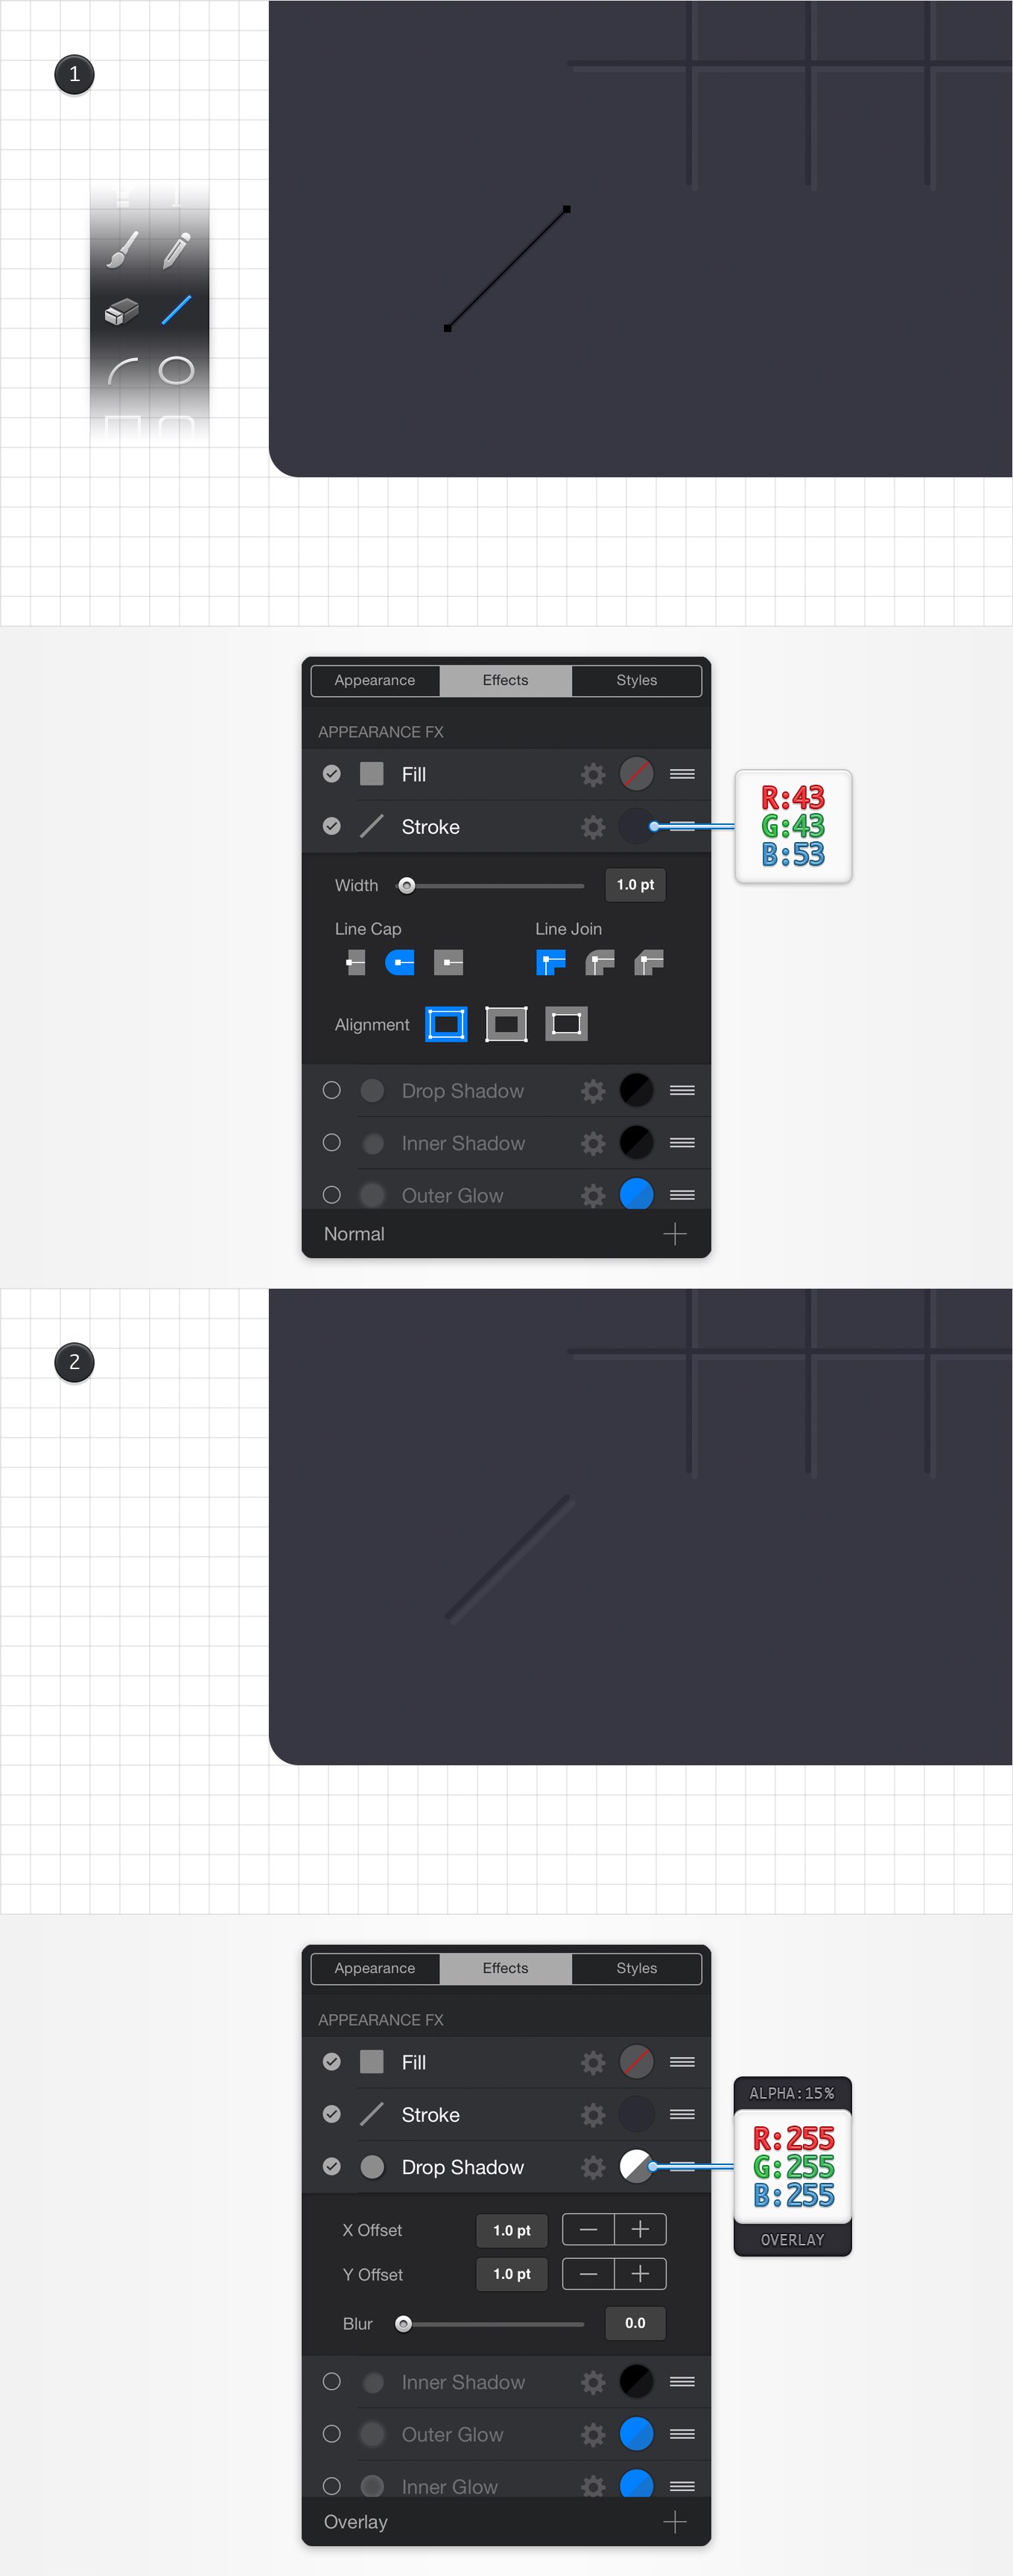 1
Appearance Effects Styles
APPEARANCE FX
Fill
Stroke
R:43
G:43
B:53
Width 1.0 pt
Line Cap Line Join
Alignment
Drop Shadow
Inner Shadow
Outer Glow
Normal
2
Appearance Effects Styles
APPEARANCE FX
Fill
Stroke
Drop Shadow
ALPHA:15%
R:255
G:255
B:255
OVERLAY
X Offset 1.0 pt
Y Offset 1.0 pt
Blur 0.0
Inner Shadow
Outer Glow
Inner Glow
Overlay